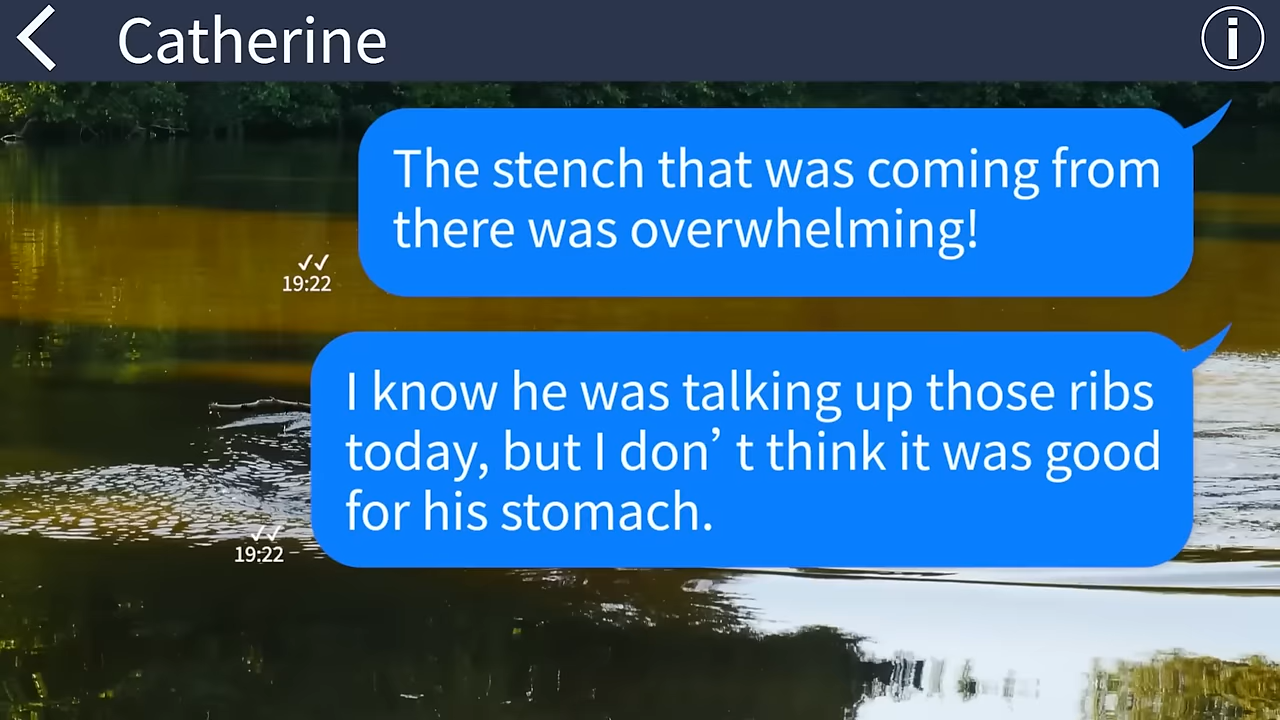 Catherine
The stench that was coming from
there was overwhelming!
19:22
I know he was talking up those ribs
today, but I don’ t think it was good
for his stomach.
19:22